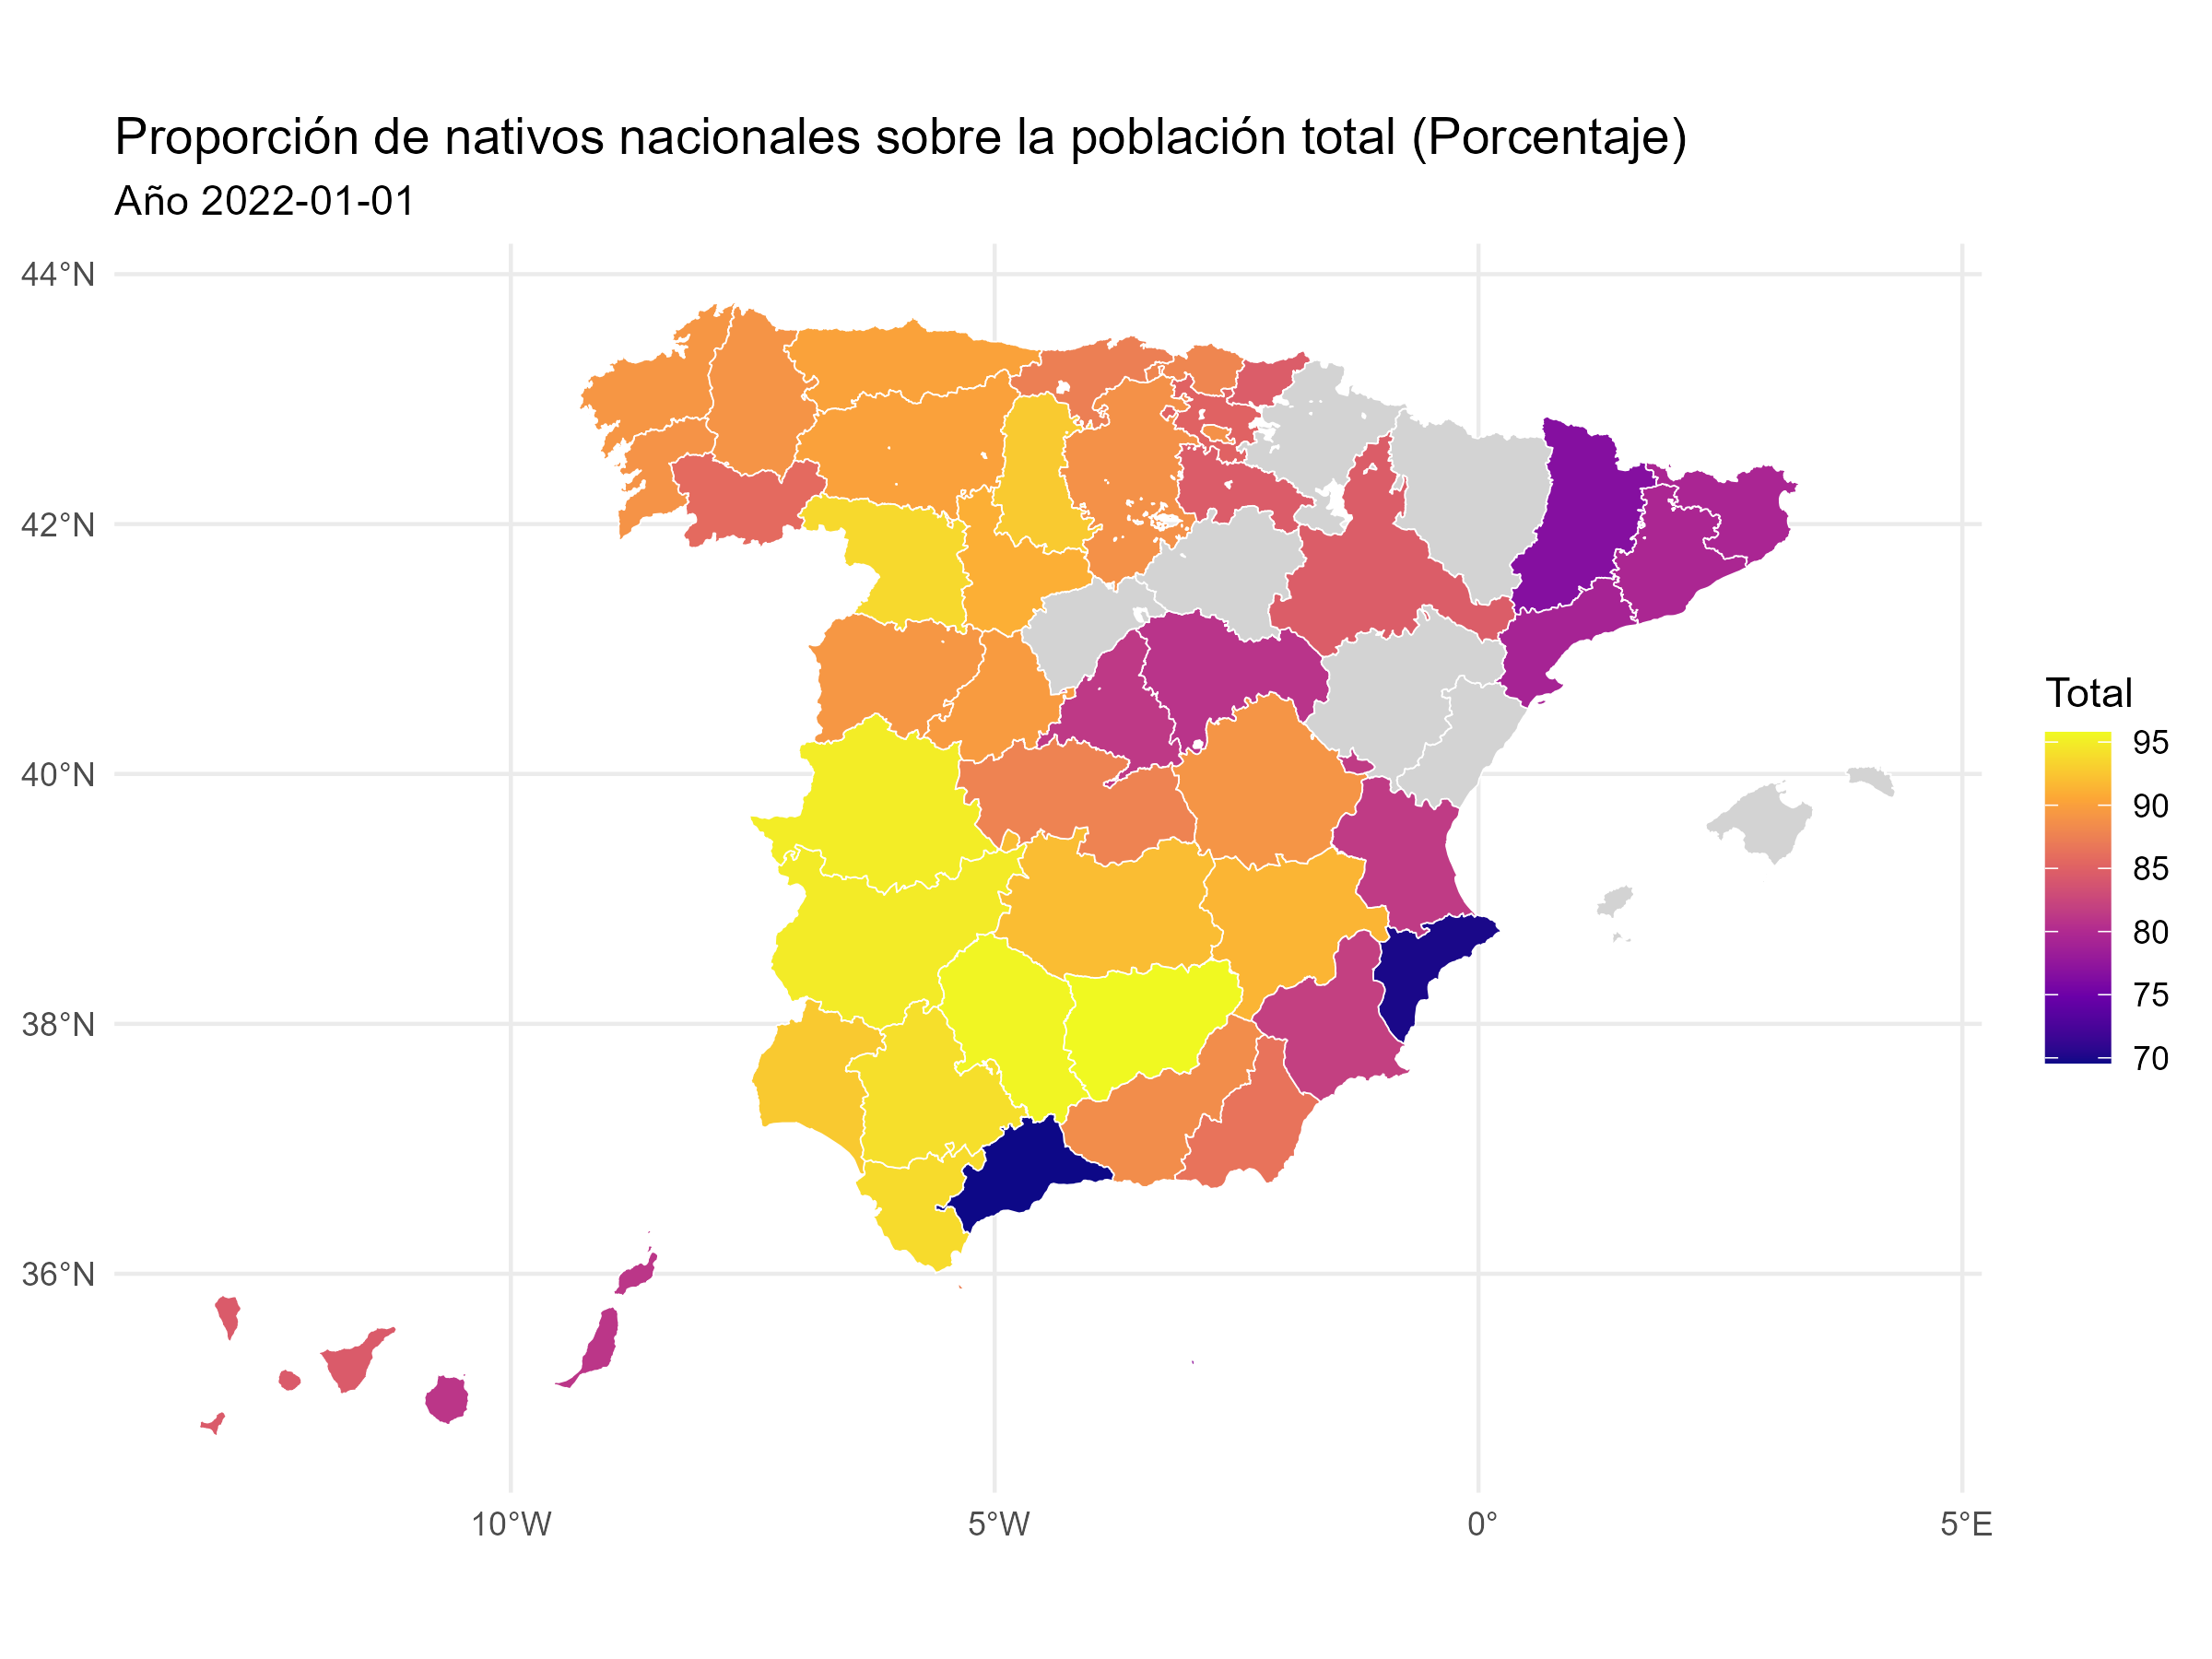 Proporción de nativos nacionales sobre la población total (Porcentaje)
Año 2022-01-01
44°N
42°N
40°N
38°N
36°N
10°W
5°W
0°
5°E
Total
95
90
85
80
75
70